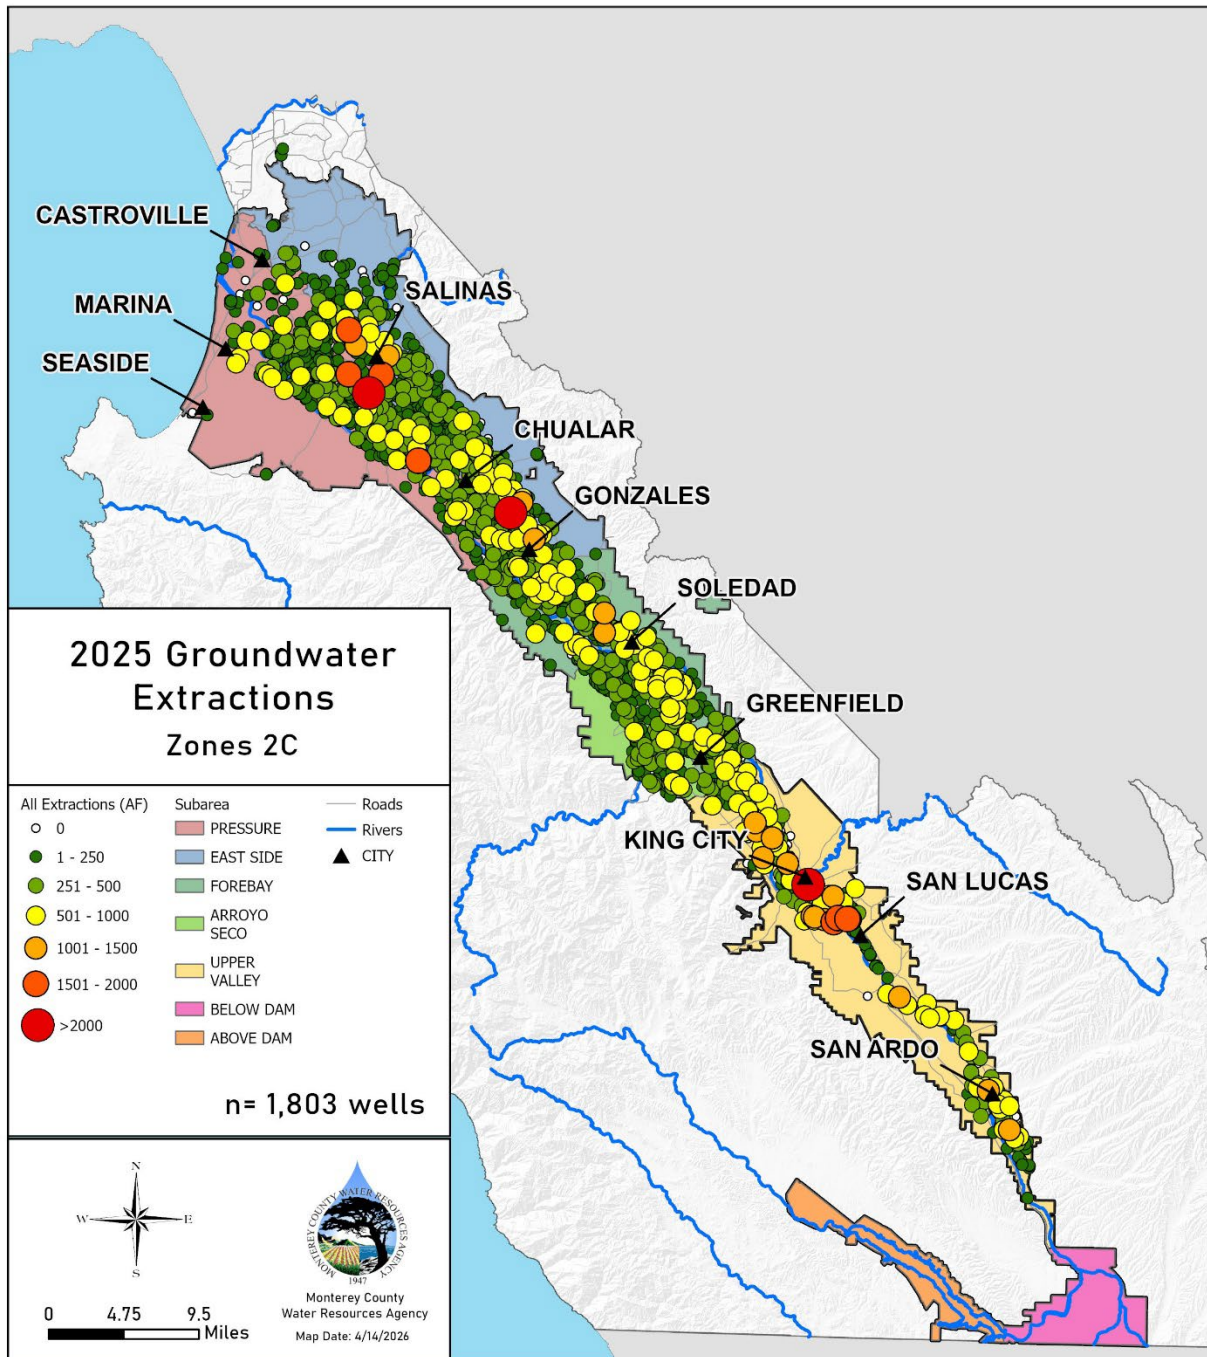 CASTROVILLE
SALINAS
MARINA
SEASIDE
CHUALAR
GONZALES
SOLEDAD
GREENFIELD
KING CITY
SAN LUCAS
SAN ARDO
2025 Groundwater
Extractions
Zones 2C
All Extractions (AF)
0
1 - 250
251 - 500
501 - 1000
1001 - 1500
1501 - 2000
>2000
Subarea
PRESSURE
EAST SIDE
FOREBAY
ARROYO
SECO
UPPER
VALLEY
BELOW DAM
ABOVE DAM
Roads
Rivers
CITY
n= 1,803 wells
N
W E
S
0 4.75 9.5
Miles
MONTEREY COUNTY WATER RESOURCES AGENCY
1947
Monterey County
Water Resources Agency
Map Date: 4/14/2026